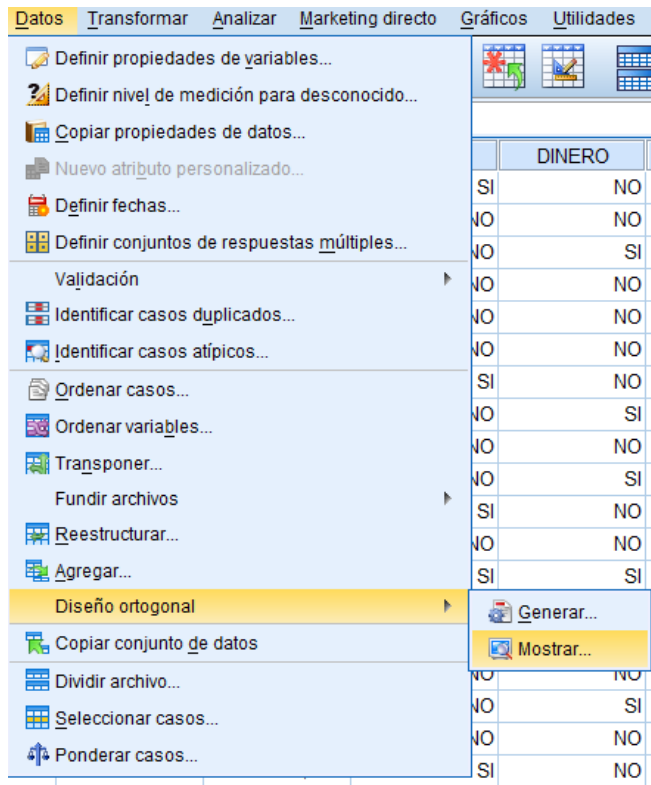 Datos Transformar Analizar Marketing directo Gráficos Utilidades
Definir propiedades de variables...
Definir nivel de medición para desconocido...
Copiar propiedades de datos...
Nuevo atributo personalizado...
Definir fechas...
Definir conjuntos de respuestas múltiples...
Validación
Identificar casos duplicados...
Identificar casos atípicos...
Ordenar casos...
Ordenar variables...
Transponer...
Fundir archivos
Reestructurar...
Agregar...
Diseño ortogonal
Copiar conjunto de datos
Dividir archivo...
Seleccionar casos...
Ponderar casos...
Generar...
Mostrar...
DINERO
SI NO
NO NO
NO SI
NO NO
NO NO
NO NO
SI NO
NO SI
NO NO
NO SI
SI NO
NO NO
SI SI
NO NO
NO SI
NO NO
SI NO